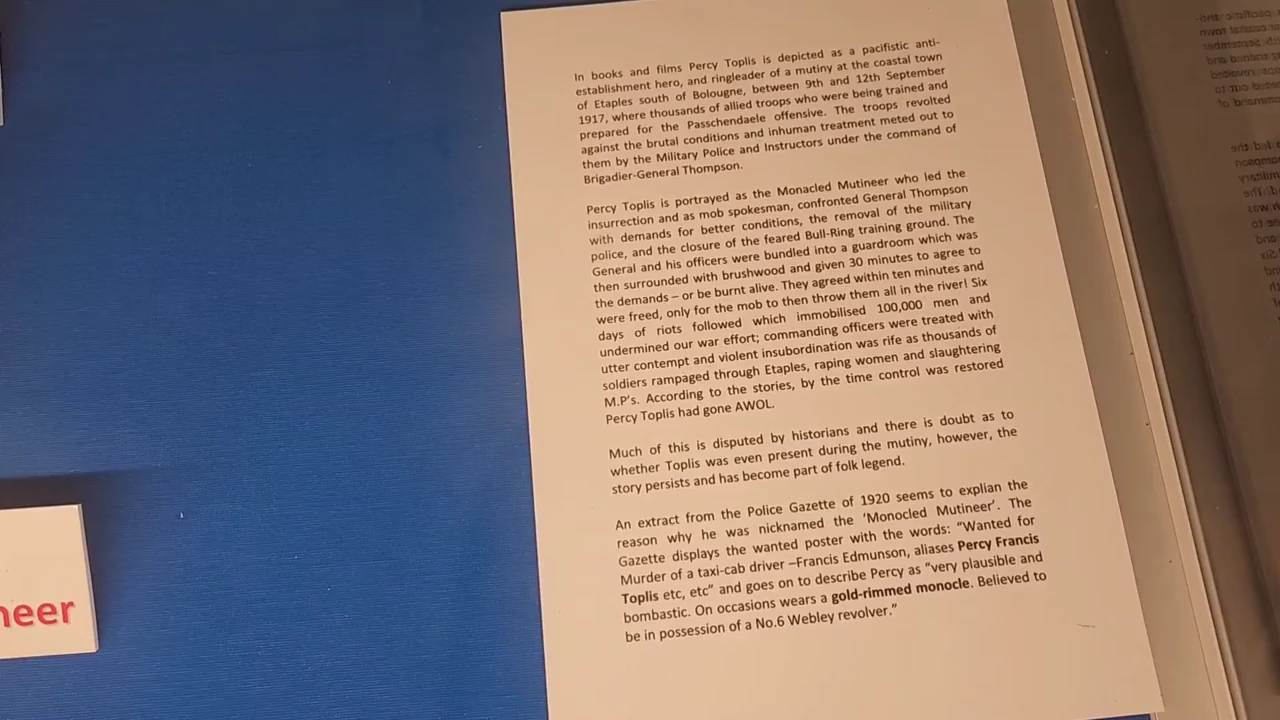 In books and films Percy Toplis is depicted as a pacifistic anti-
establishment hero, and ringleader of a mutiny at the coastal town
of Etaples south of Bolougne, between 9th and 12th September
1917, where thousands of allied troops who were being trained and
prepared for the Passchendaele offensive. The troops revolted
against the brutal conditions and inhuman treatment meted out to
them by the Military Police and Instructors under the command of
Brigadier-General Thompson.
Percy Toplis is portrayed as the Monacled Mutineer who led the
insurrection and as mob spokesman, confronted General Thompson
with demands for better conditions, the removal of the military
police, and the closure of the feared Bull-Ring training ground. The
General and his officers were bundled into a guardroom which was
then surrounded with brushwood and given 30 minutes to agree to
the demands – or be burnt alive. They agreed within ten minutes and
were freed, only for the mob to then throw them all in the river! Six
days of riots followed which immobilised 100,000 men and
undermined our war effort; commanding officers were treated with
utter contempt and violent insubordination was rife as thousands of
soldiers rampaged through Etaples, raping women and slaughtering
M.P's. According to the stories, by the time control was restored
Percy Toplis had gone AWOL.
Much of this is disputed by historians and there is doubt as to
whether Toplis was even present during the mutiny, however, the
story persists and has become part of folk legend.
An extract from the Police Gazette of 1920 seems to explian the
reason why he was nicknamed the 'Monocled Mutineer'. The
Gazette displays the wanted poster with the words: "Wanted for
Murder of a taxi-cab driver –Francis Edmunson, aliases Percy Francis
Toplis etc, etc" and goes on to describe Percy as "very plausible and
bombastic. On occasions wears a gold-rimmed monocle. Believed to
be in possession of a No.6 Webley revolver."
neer